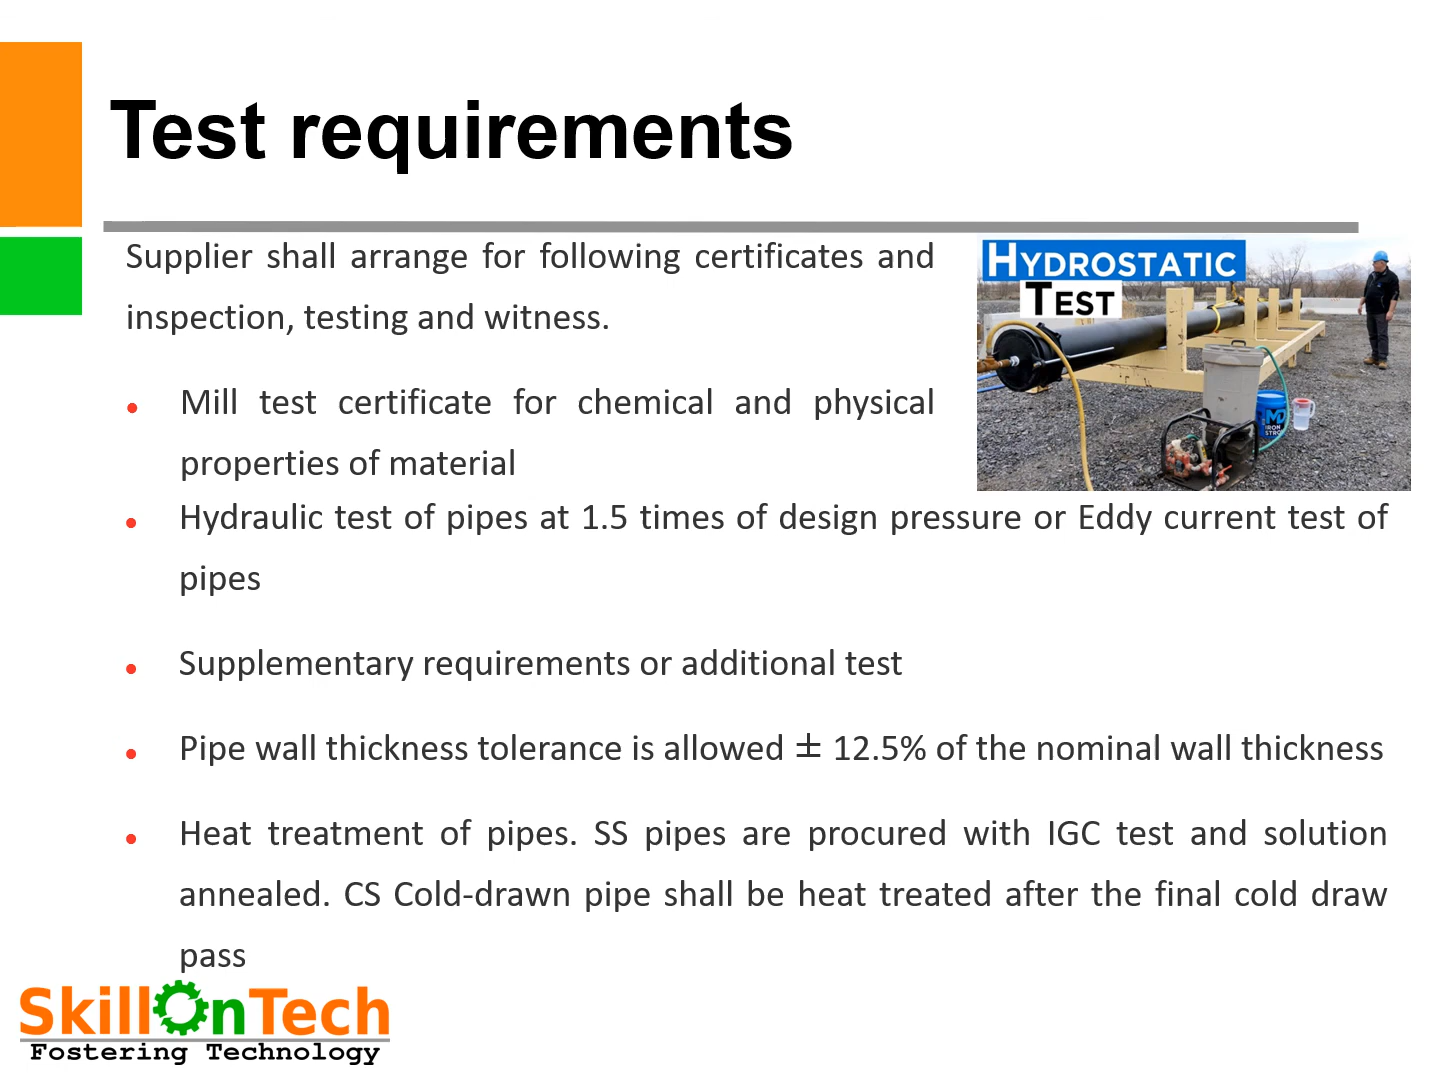 Test requirements
Supplier shall arrange for following certificates and
inspection, testing and witness.
HYDROSTATIC
TEST
• Mill test certificate for chemical and physical
properties of material
MD
IRON
STRO
• Hydraulic test of pipes at 1.5 times of design pressure or Eddy current test of
pipes
• Supplementary requirements or additional test
• Pipe wall thickness tolerance is allowed ± 12.5% of the nominal wall thickness
• Heat treatment of pipes. SS pipes are procured with IGC test and solution
annealed. CS Cold-drawn pipe shall be heat treated after the final cold draw
pass
SkillOnTech
Fostering Technology